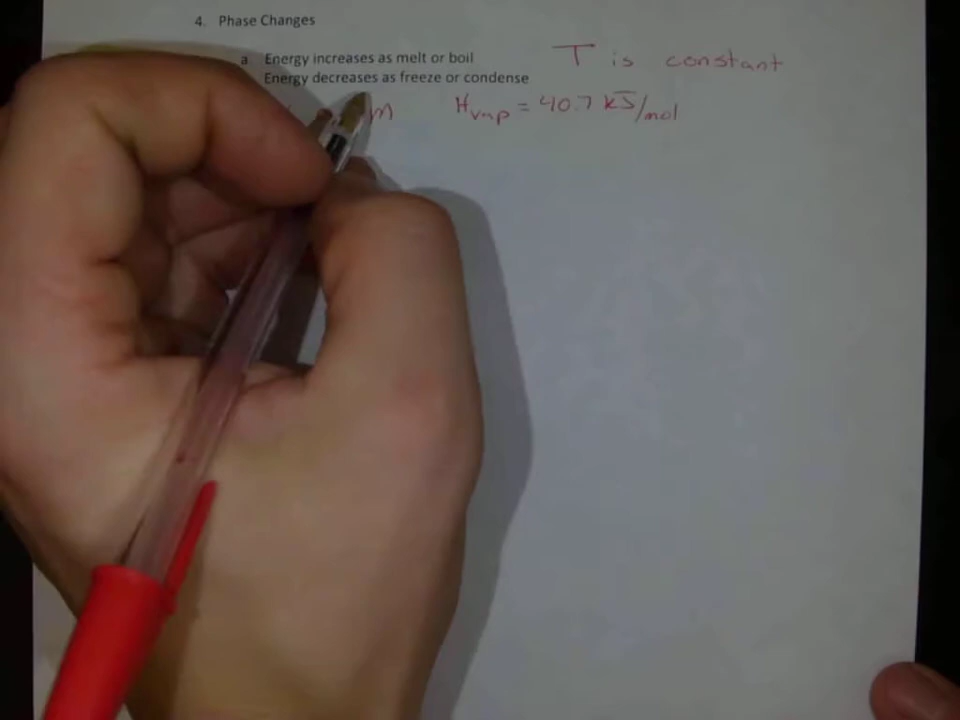 4. Phase Changes
a Energy increases as melt or boil
T is constant
Energy decreases as freeze or condense
m
Hvap = 40.7 kJ/mol